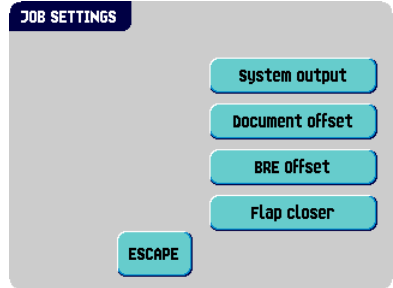 JOB SETTINGS
System output
Document offset
BRE offset
Flap closer
ESCAPE